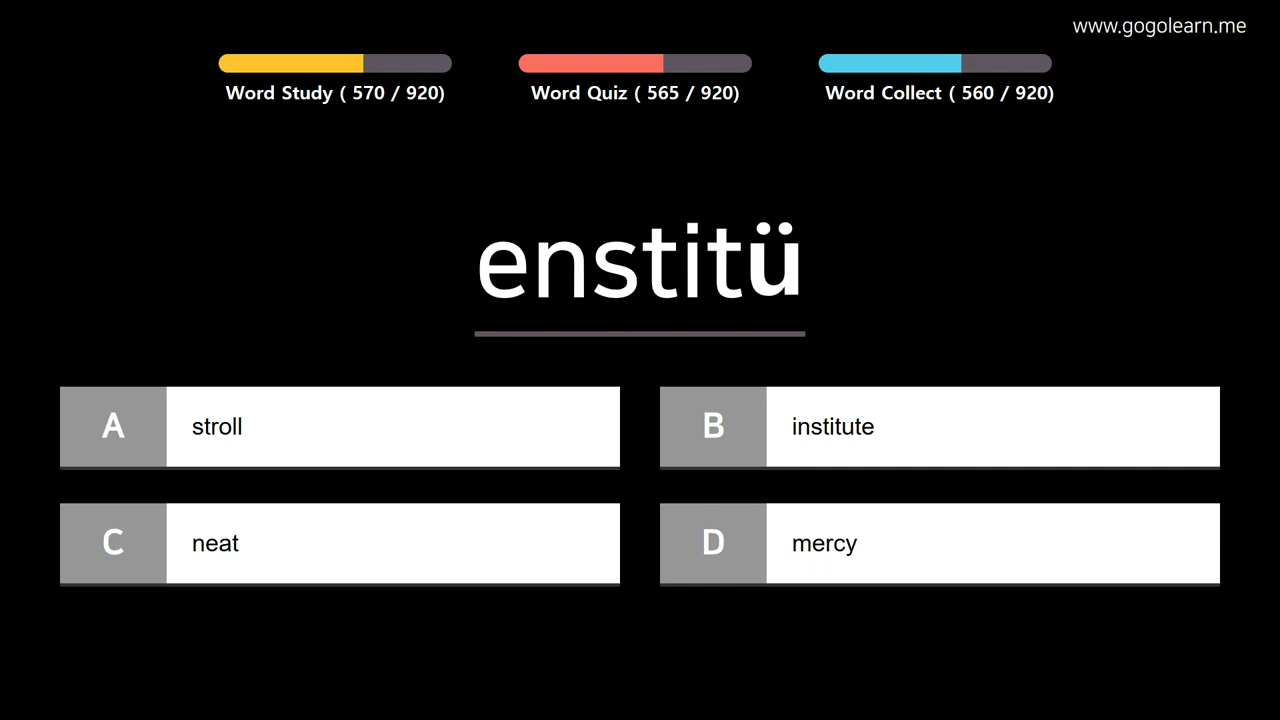 www.gogolearn.me
Word Study ( 570 / 920)
Word Quiz ( 565 / 920)
Word Collect ( 560 / 920)
enstitü
A stroll
B institute
C neat
D mercy